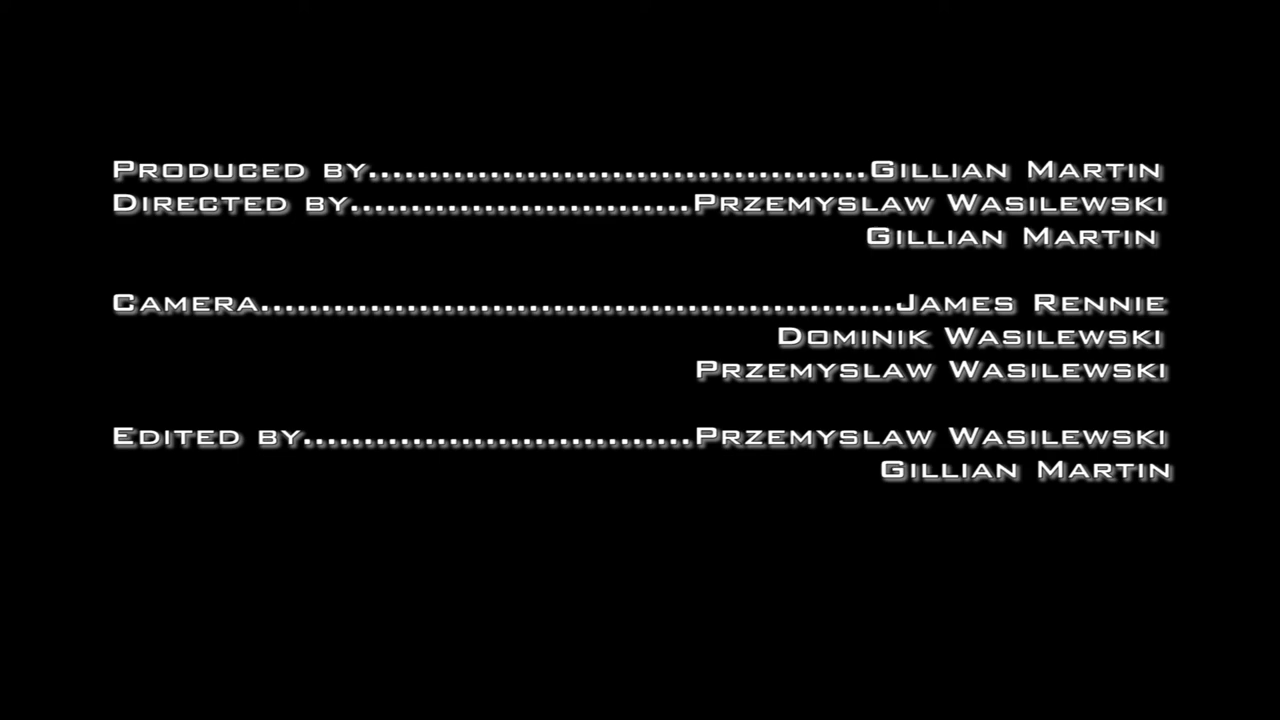 Produced by.........................................Gillian Martin
Directed by............................Przemyslaw Wasilewski
Gillian Martin
Camera....................................................James Rennie
Dominik Wasilewski
Przemyslaw Wasilewski
Edited by................................Przemyslaw Wasilewski
Gillian Martin